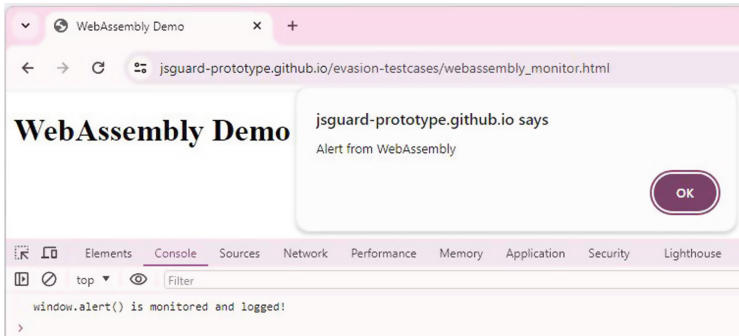 WebAssembly Demo
jsguard-prototype.github.io/evasion-testcases/webassembly_monitor.html
WebAssembly Demo
jsguard-prototype.github.io says
Alert from WebAssembly
OK
Elements Console Sources Network Performance Memory Application Security Lighthouse
top Filter
window.alert() is monitored and logged!